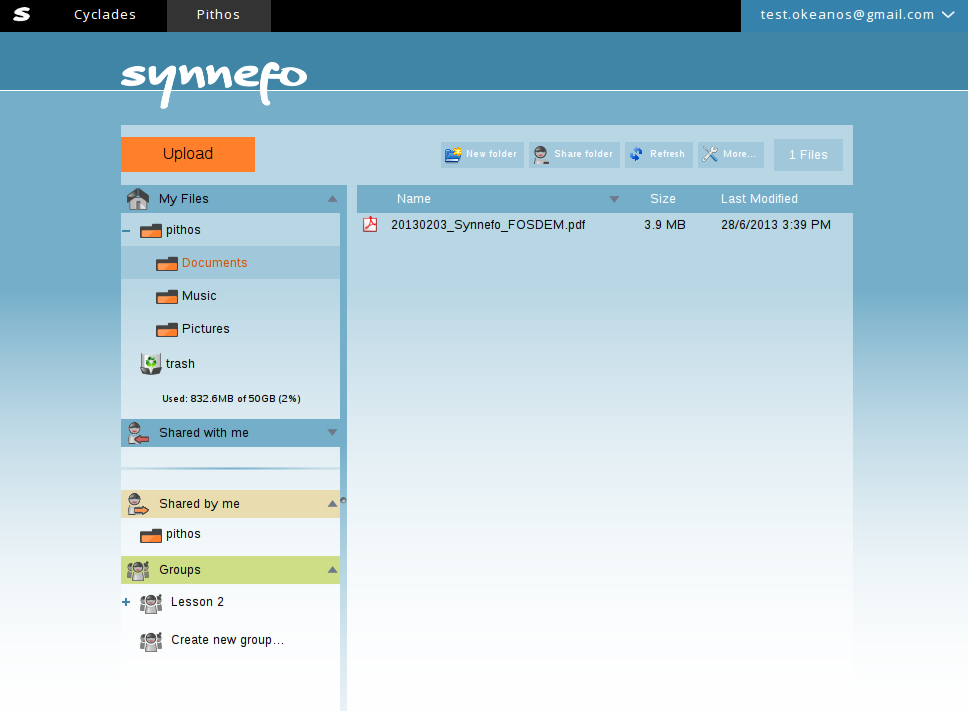 Cyclades
Pithos
test.okeanos@gmail.com
synnefo
Upload
New folder
Share folder
Refresh
More...
1 Files
My Files
Name
Size
Last Modified
pithos
20130203_Synnefo_FOSDEM.pdf
3.9 MB
28/6/2013 3:39 PM
Documents
Music
Pictures
trash
Used: 832.6MB of 50GB (2%)
Shared with me
Shared by me
pithos
Groups
Lesson 2
Create new group...